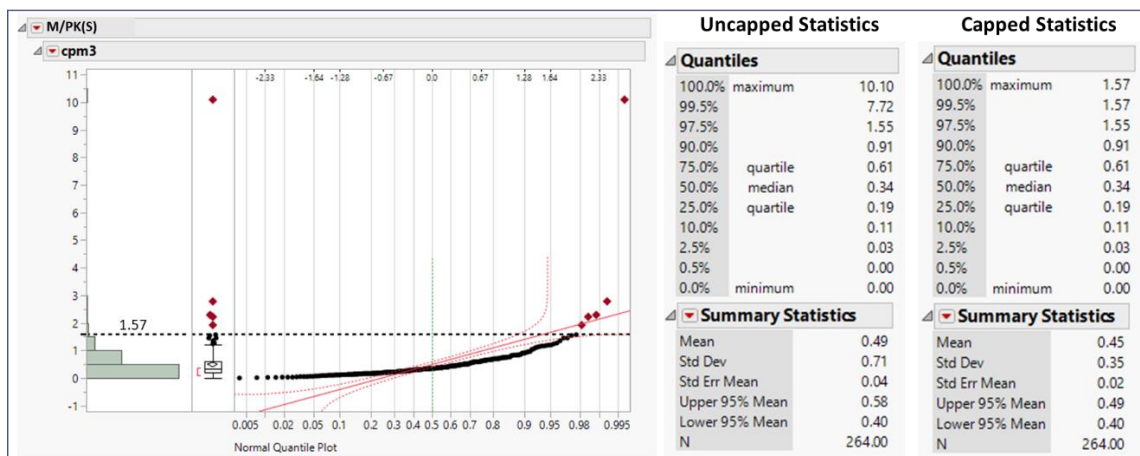 M/PK(S)
cpm3
11
10
9
8
7
6
5
4
3
2
1
0
-1
1.57
-2.33 -1.64 -1.28 -0.67 0.0 0.67 1.28 1.64 2.33
0.005 0.02 0.05 0.1 0.2 0.3 0.4 0.5 0.6 0.7 0.8 0.9 0.95 0.98 0.995
Normal Quantile Plot
Uncapped Statistics
Quantiles
100.0% maximum 10.10
99.5% 7.72
97.5% 1.55
90.0% 0.91
75.0% quartile 0.61
50.0% median 0.34
25.0% quartile 0.19
10.0% 0.11
2.5% 0.03
0.5% 0.00
0.0% minimum 0.00
Summary Statistics
Mean 0.49
Std Dev 0.71
Std Err Mean 0.04
Upper 95% Mean 0.58
Lower 95% Mean 0.40
N 264.00
Capped Statistics
Quantiles
100.0% maximum 1.57
99.5% 1.57
97.5% 1.55
90.0% 0.91
75.0% quartile 0.61
50.0% median 0.34
25.0% quartile 0.19
10.0% 0.11
2.5% 0.03
0.5% 0.00
0.0% minimum 0.00
Summary Statistics
Mean 0.45
Std Dev 0.35
Std Err Mean 0.02
Upper 95% Mean 0.49
Lower 95% Mean 0.40
N 264.00